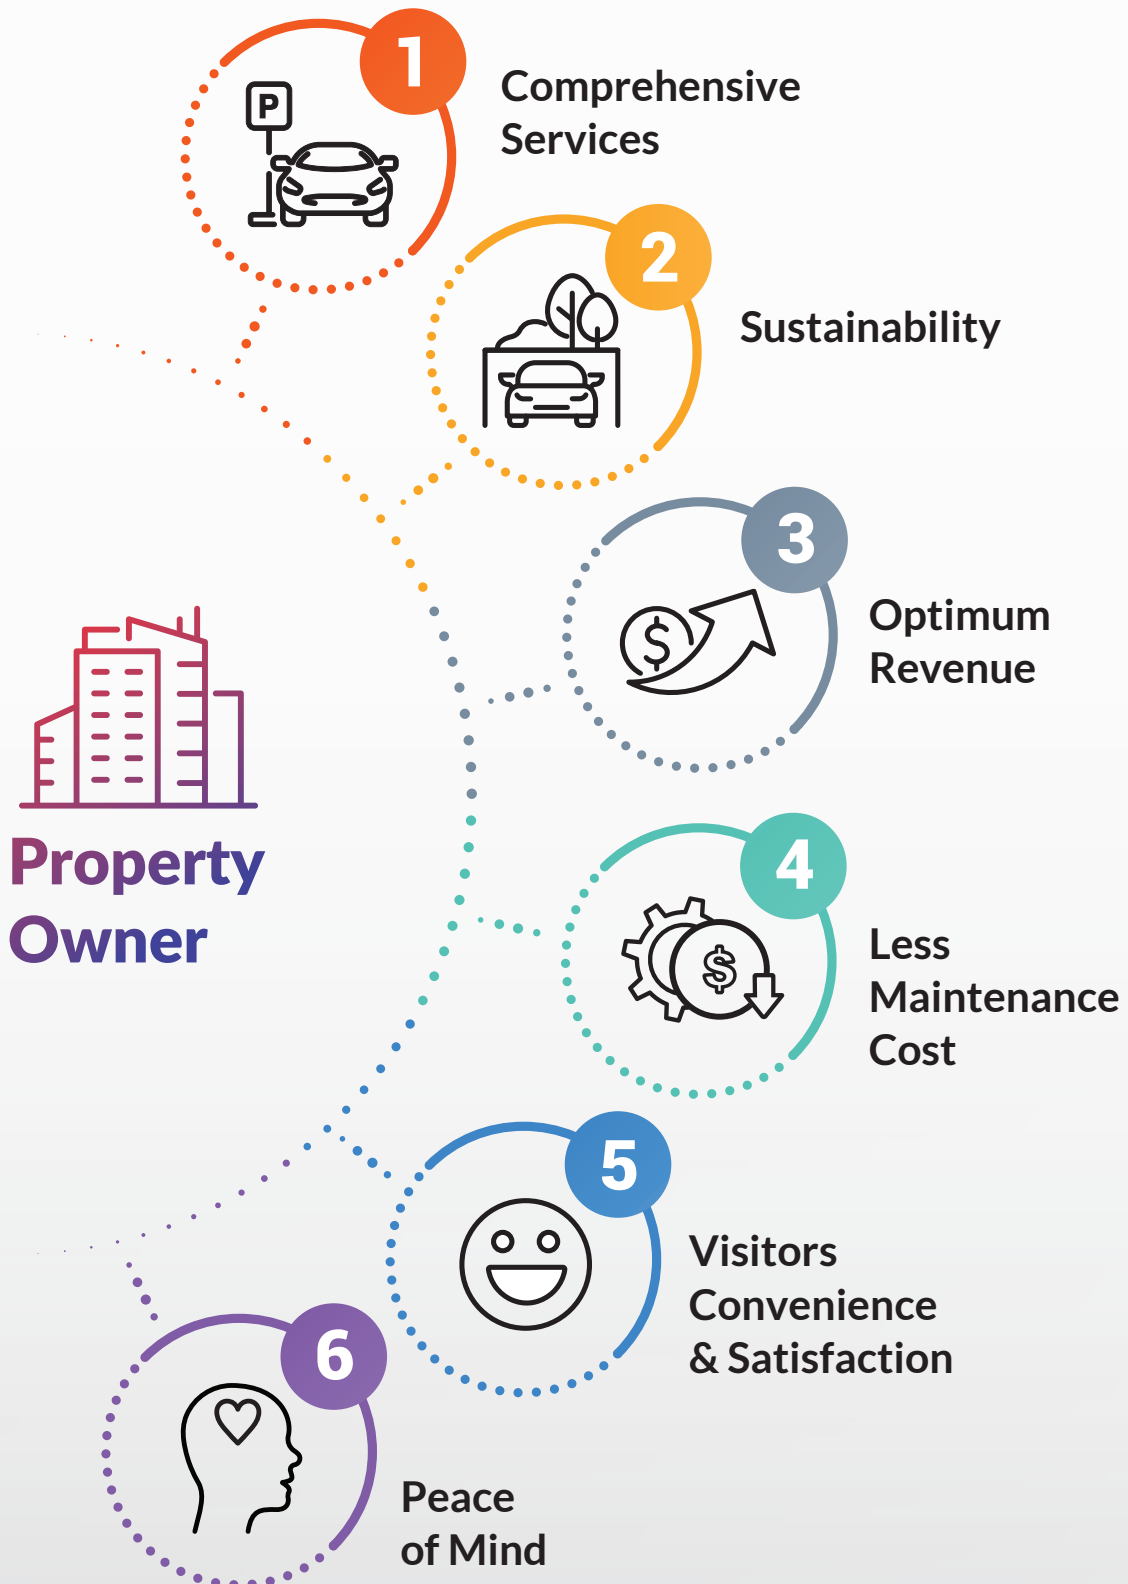 1
P
Comprehensive
Services
2
Sustainability
3
$
Optimum
Revenue
Property
Owner
4
$
Less
Maintenance
Cost
5
Visitors
Convenience
& Satisfaction
6
Peace
of Mind